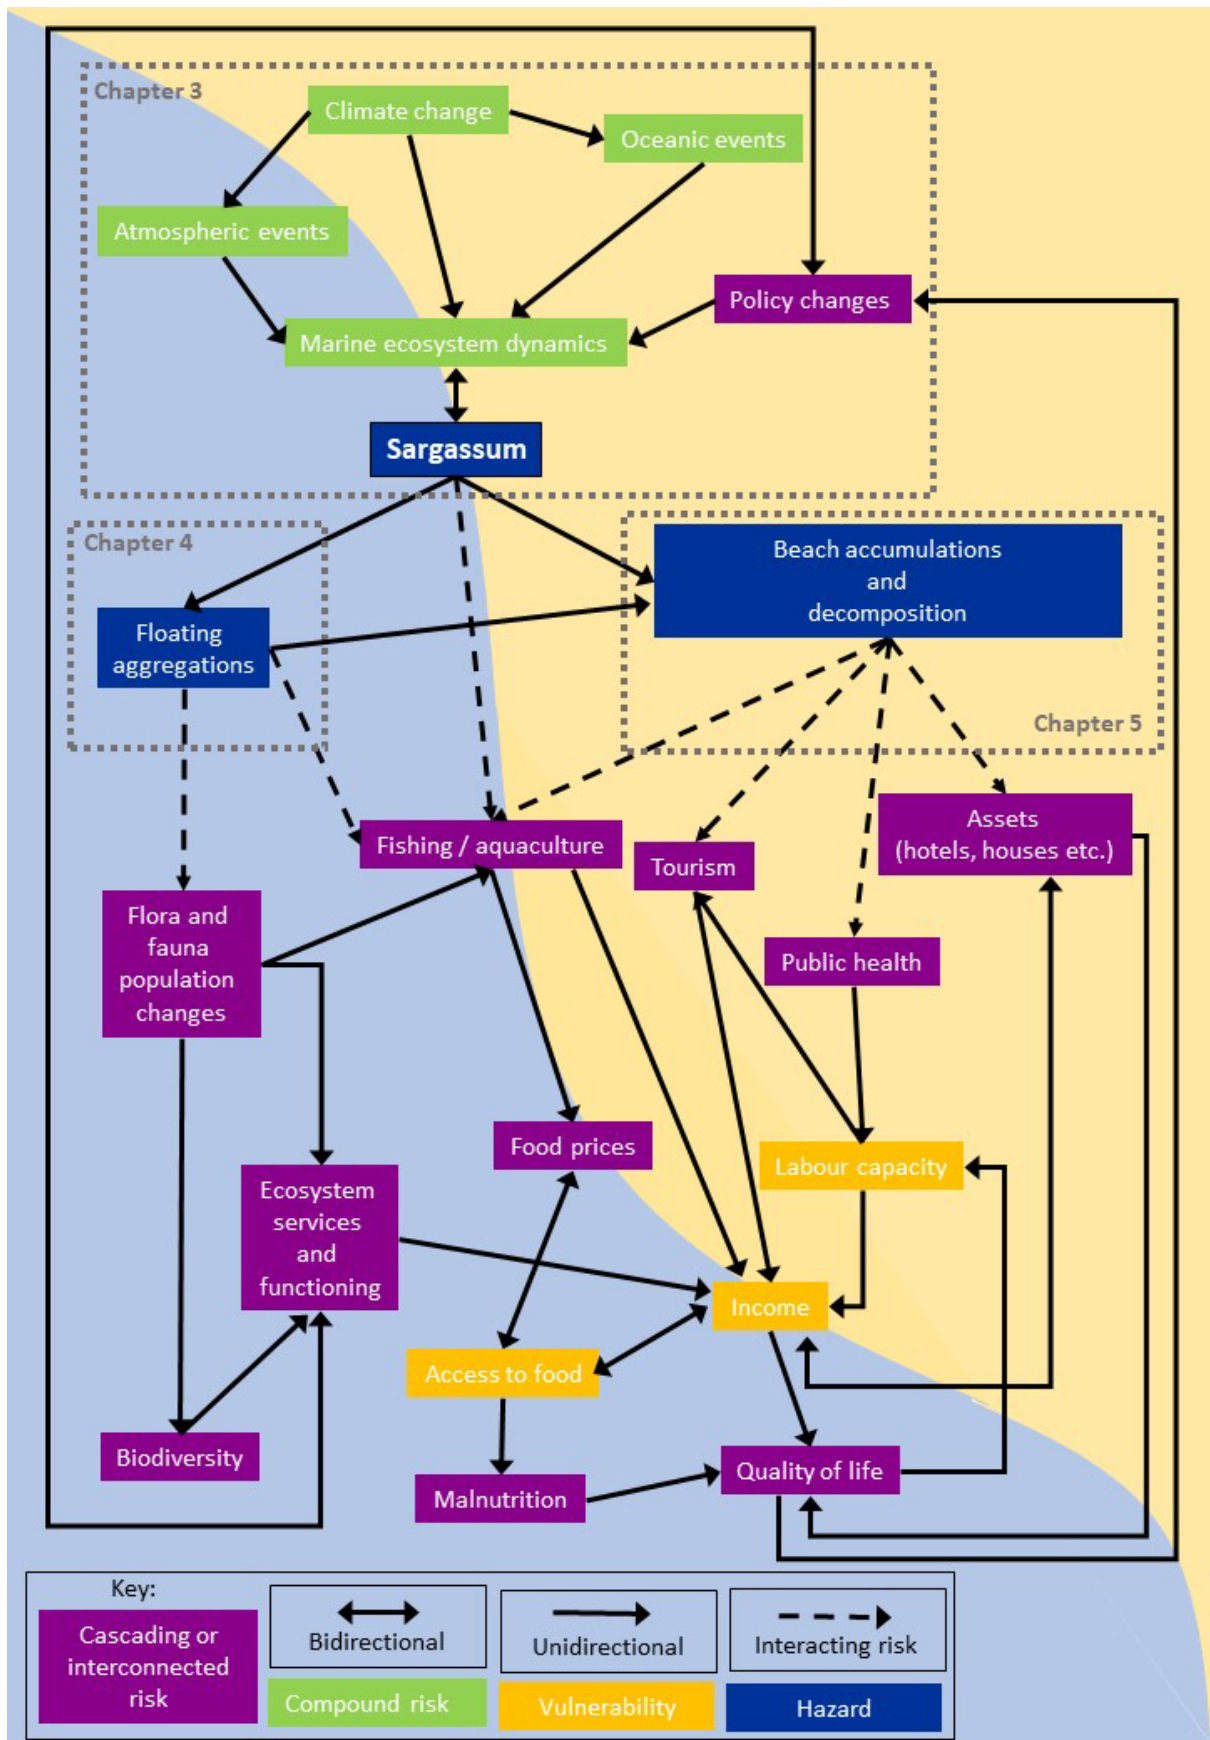 Chapter 3
Climate change
Oceanic events
Atmospheric events
Policy changes
Marine ecosystem dynamics
Sargassum
Chapter 4
Beach accumulations
and
decomposition
Floating
aggregations
Chapter 5
Fishing / aquaculture
Tourism
Assets
(hotels, houses etc.)
Flora and
fauna
population
changes
Public health
Food prices
Labour capacity
Ecosystem
services
and
functioning
Income
Access to food
Biodiversity
Malnutrition
Quality of life
Key:
Cascading or
interconnected
risk
Bidirectional
Unidirectional
Interacting risk
Compound risk
Vulnerability
Hazard